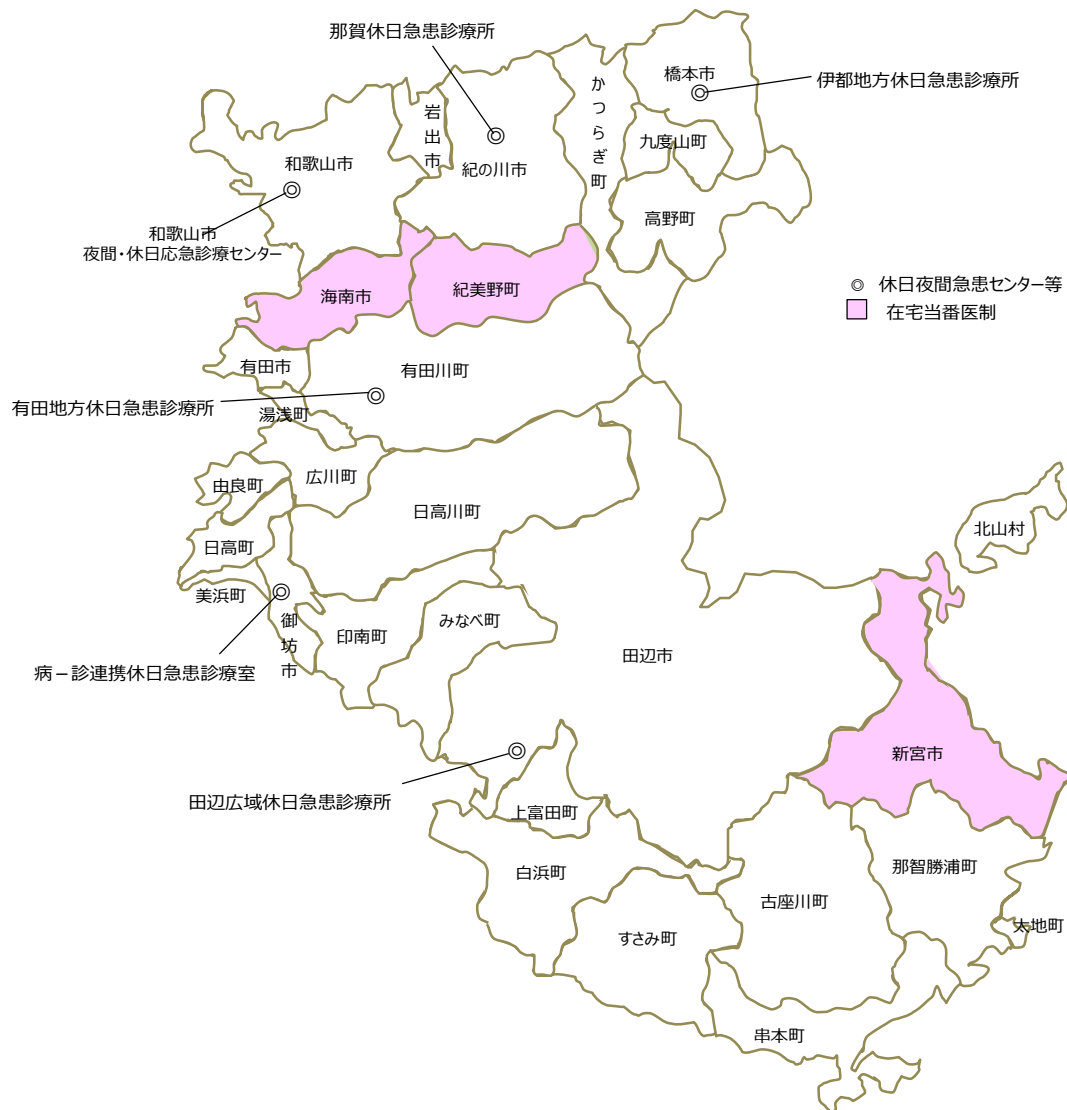 那賀休日急患診療所
橋本市
伊都地方休日急患診療所
かつらぎ町
岩出市
九度山町
和歌山市
紀の川市
高野町
和歌山市
夜間・休日応急診療センター
◎ 休日夜間急患センター等
海南市
紀美野町
在宅当番医制
有田市
有田川町
有田地方休日急患診療所
湯浅町
広川町
由良町
日高川町
北山村
日高町
美浜町
御坊市
印南町
みなべ町
病－診連携休日急患診療室
田辺市
新宮市
田辺広域休日急患診療所
上富田町
白浜町
那智勝浦町
古座川町
太地町
すさみ町
串本町